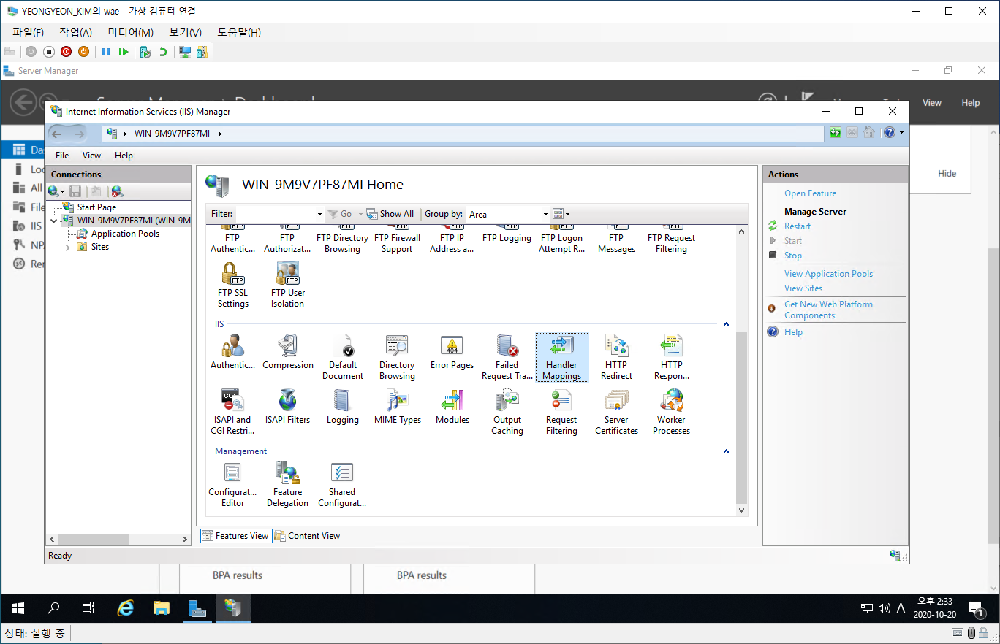 YEONGYEON_KIM의 wae - 가상 컴퓨터 연결
파일(F) 작업(A) 미디어(M) 보기(V) 도움말(H)
Server Manager
View Help
Internet Information Services (IIS) Manager
WIN-9M9V7PF87MI
File View Help
Hide
Connections
Start Page
WIN-9M9V7PF87MI (WIN-9M
Application Pools
Sites
WIN-9M9V7PF87MI Home
Filter: Go Show All Group by: Area
FTP Authentic...
FTP Authorizat...
FTP Directory Browsing
FTP Firewall Support
FTP IP Address a...
FTP Logging
FTP Logon Attempt R...
FTP Messages
FTP Request Filtering
FTP SSL Settings
FTP User Isolation
IIS
Authentic...
Compression
Default Document
Directory Browsing
Error Pages
Failed Request Tra...
Handler Mappings
HTTP Redirect
HTTP Respon...
ISAPI and CGI Restri...
ISAPI Filters
Logging
MIME Types
Modules
Output Caching
Request Filtering
Server Certificates
Worker Processes
Management
Configurat... Editor
Feature Delegation
Shared Configurat...
Features View Content View
Actions
Open Feature
Manage Server
Restart
Start
Stop
View Application Pools
View Sites
Get New Web Platform
Components
Help
Ready
BPA results BPA results
A
오후 2:33
2020-10-20
1
상태: 실행 중